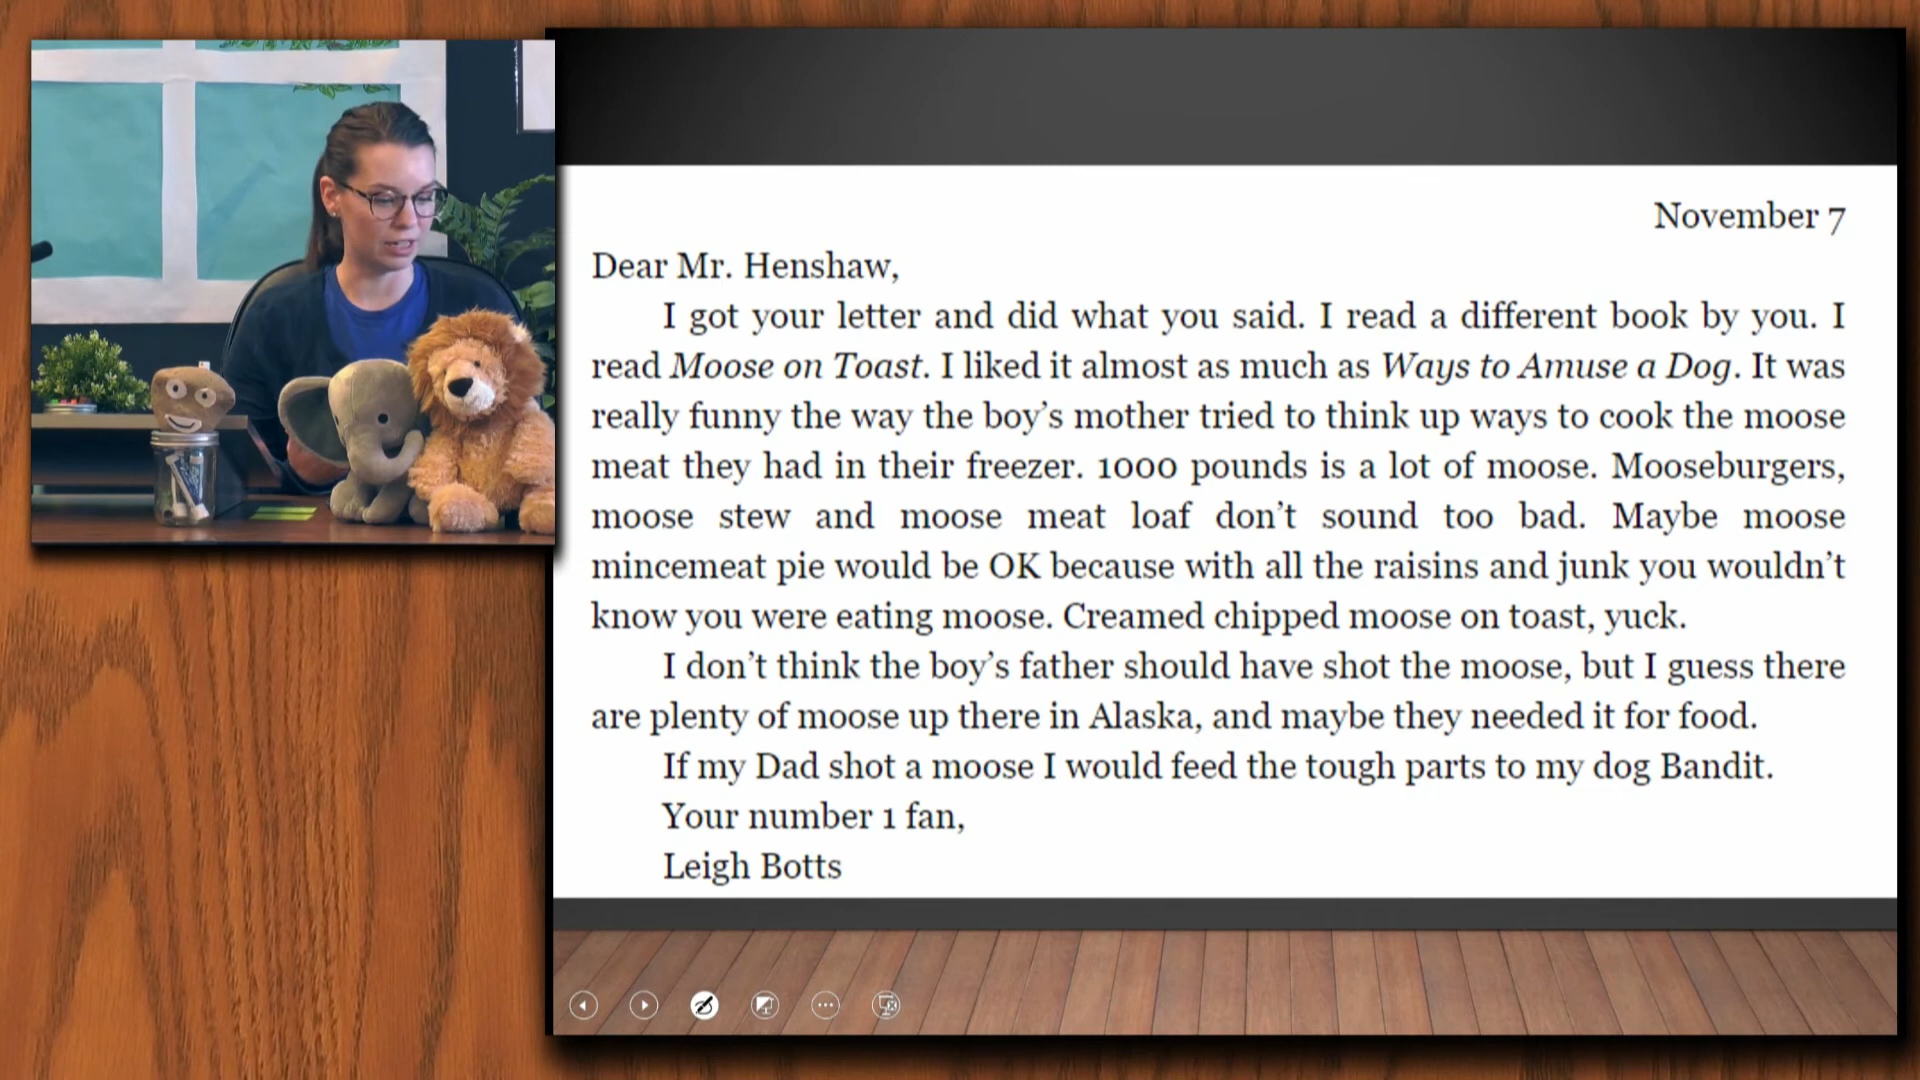 November 7
Dear Mr. Henshaw,
I got your letter and did what you said. I read a different book by you. I
read Moose on Toast. I liked it almost as much as Ways to Amuse a Dog. It was
really funny the way the boy’s mother tried to think up ways to cook the moose
meat they had in their freezer. 1000 pounds is a lot of moose. Mooseburgers,
moose stew and moose meat loaf don’t sound too bad. Maybe moose
mincemeat pie would be OK because with all the raisins and junk you wouldn’t
know you were eating moose. Creamed chipped moose on toast, yuck.
I don’t think the boy’s father should have shot the moose, but I guess there
are plenty of moose up there in Alaska, and maybe they needed it for food.
If my Dad shot a moose I would feed the tough parts to my dog Bandit.
Your number 1 fan,
Leigh Botts